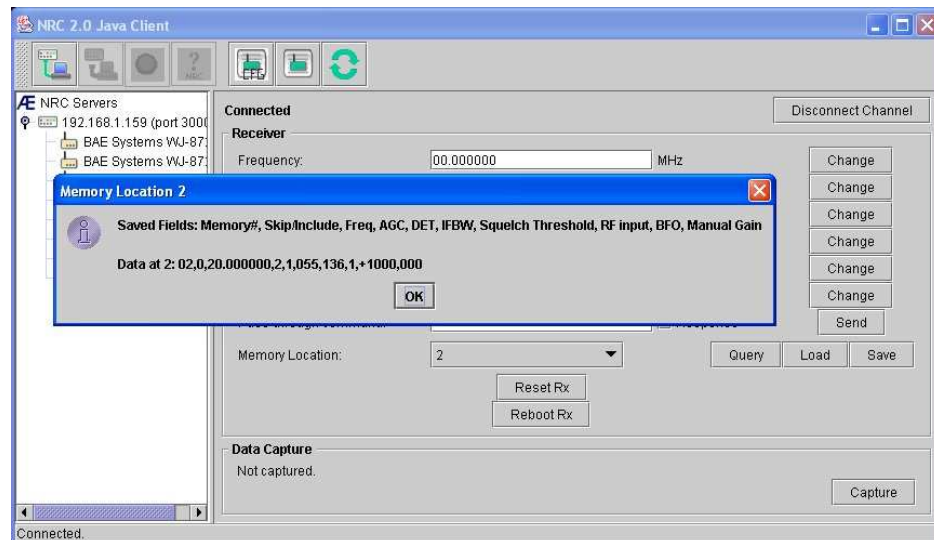 NRC 2.0 Java Client
CFG
NRC Servers
192.168.1.159 (port 3000
BAE Systems WJ-871
BAE Systems WJ-871
Connected
Disconnect Channel
Receiver
Frequency: 00.000000 MHz Change
Change
Change
Change
Change
Change
Memory Location 2
Saved Fields: Memory#, Skip/Include, Freq, AGC, DET, IFBW, Squelch Threshold, RF input, BFO, Manual Gain
Data at 2: 02,0,20.000000,2,1,055,136,1,+1000,000
OK
Send
Memory Location: 2 Query Load Save
Reset Rx
Reboot Rx
Data Capture
Not captured.
Capture
Connected.